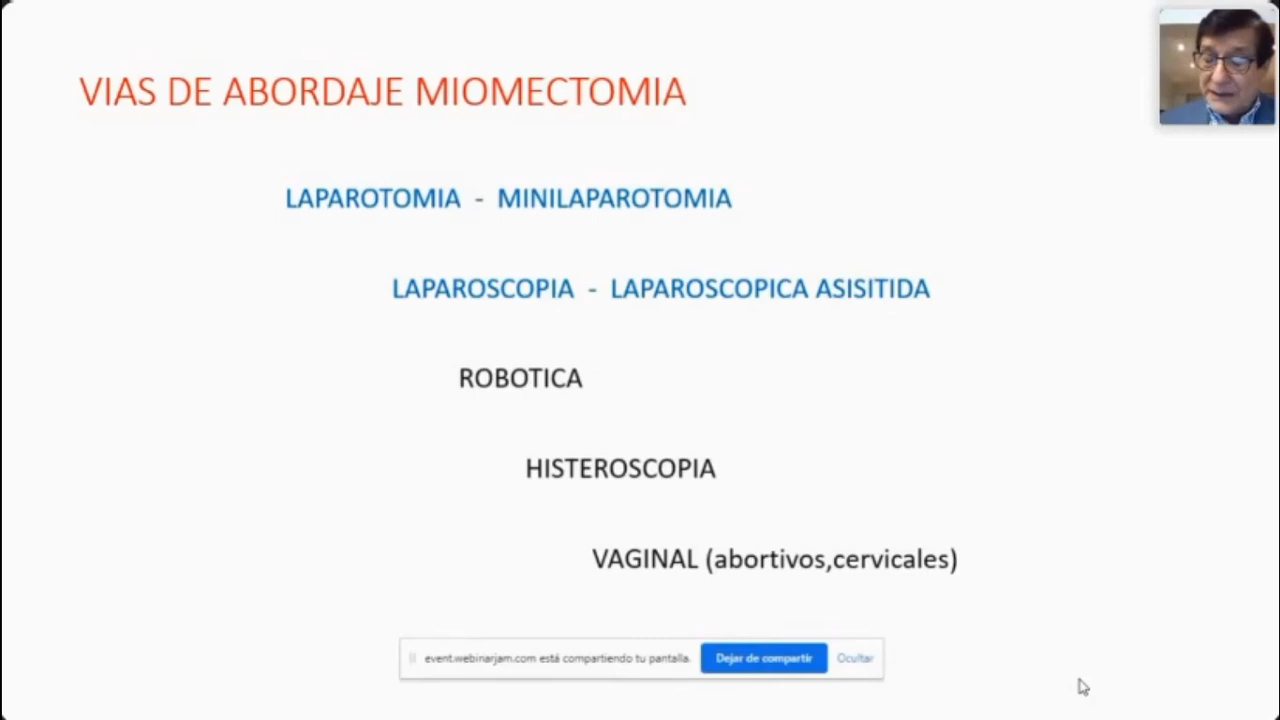 VIAS DE ABORDAJE MIOMECTOMIA
LAPAROTOMIA - MINILAPAROTOMIA
LAPAROSCOPIA - LAPAROSCOPICA ASISITIDA
ROBOTICA
HISTEROSCOPIA
VAGINAL (abortivos,cervicales)
event.webinarjam.com está compartiendo tu pantalla. Dejar de compartir Ocultar